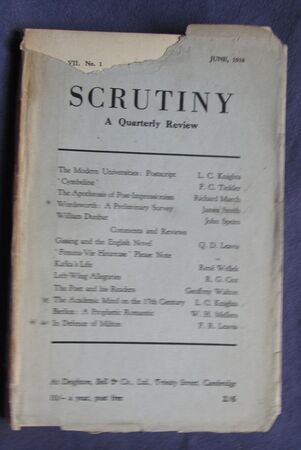 VII. No. 1 JUNE, 1938
SCRUTINY
A Quarterly Review
The Modern Universities: Postscript L. C. Knights
'Cymbeline' F. C. Tinkler
The Apotheosis of Post-Impressionism Richard March
Wordsworth: A Preliminary Survey James Smith
William Dunbar John Speirs
Comments and Reviews
Gissing and the English Novel Q. D. Leavis
'Femme-Vir Heroneae' Please Note
Kafka's Life René Wellek
Left-Wing Allegories R. G. Cox
The Poet and his Readers Geoffrey Walton
The Academic Mind on the 17th Century L. C. Knights
Berlioz: A Prophetic Romantic W. H. Mellers
In Defence of Milton F. R. Leavis
At Deighton, Bell & Co., Ltd., Trinity Street, Cambridge
10/- a year, post free 2/6